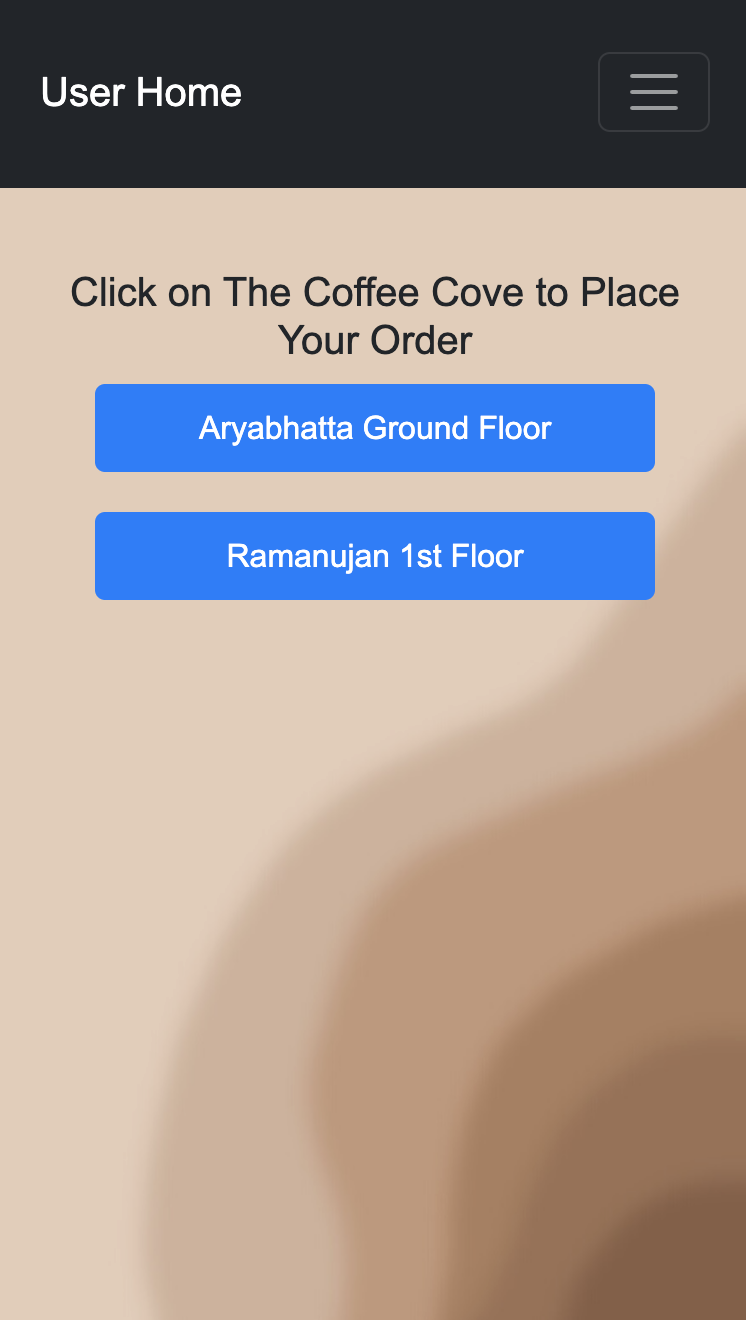 User Home
Click on The Coffee Cove to Place
Your Order
Aryabhatta Ground Floor
Ramanujan 1st Floor